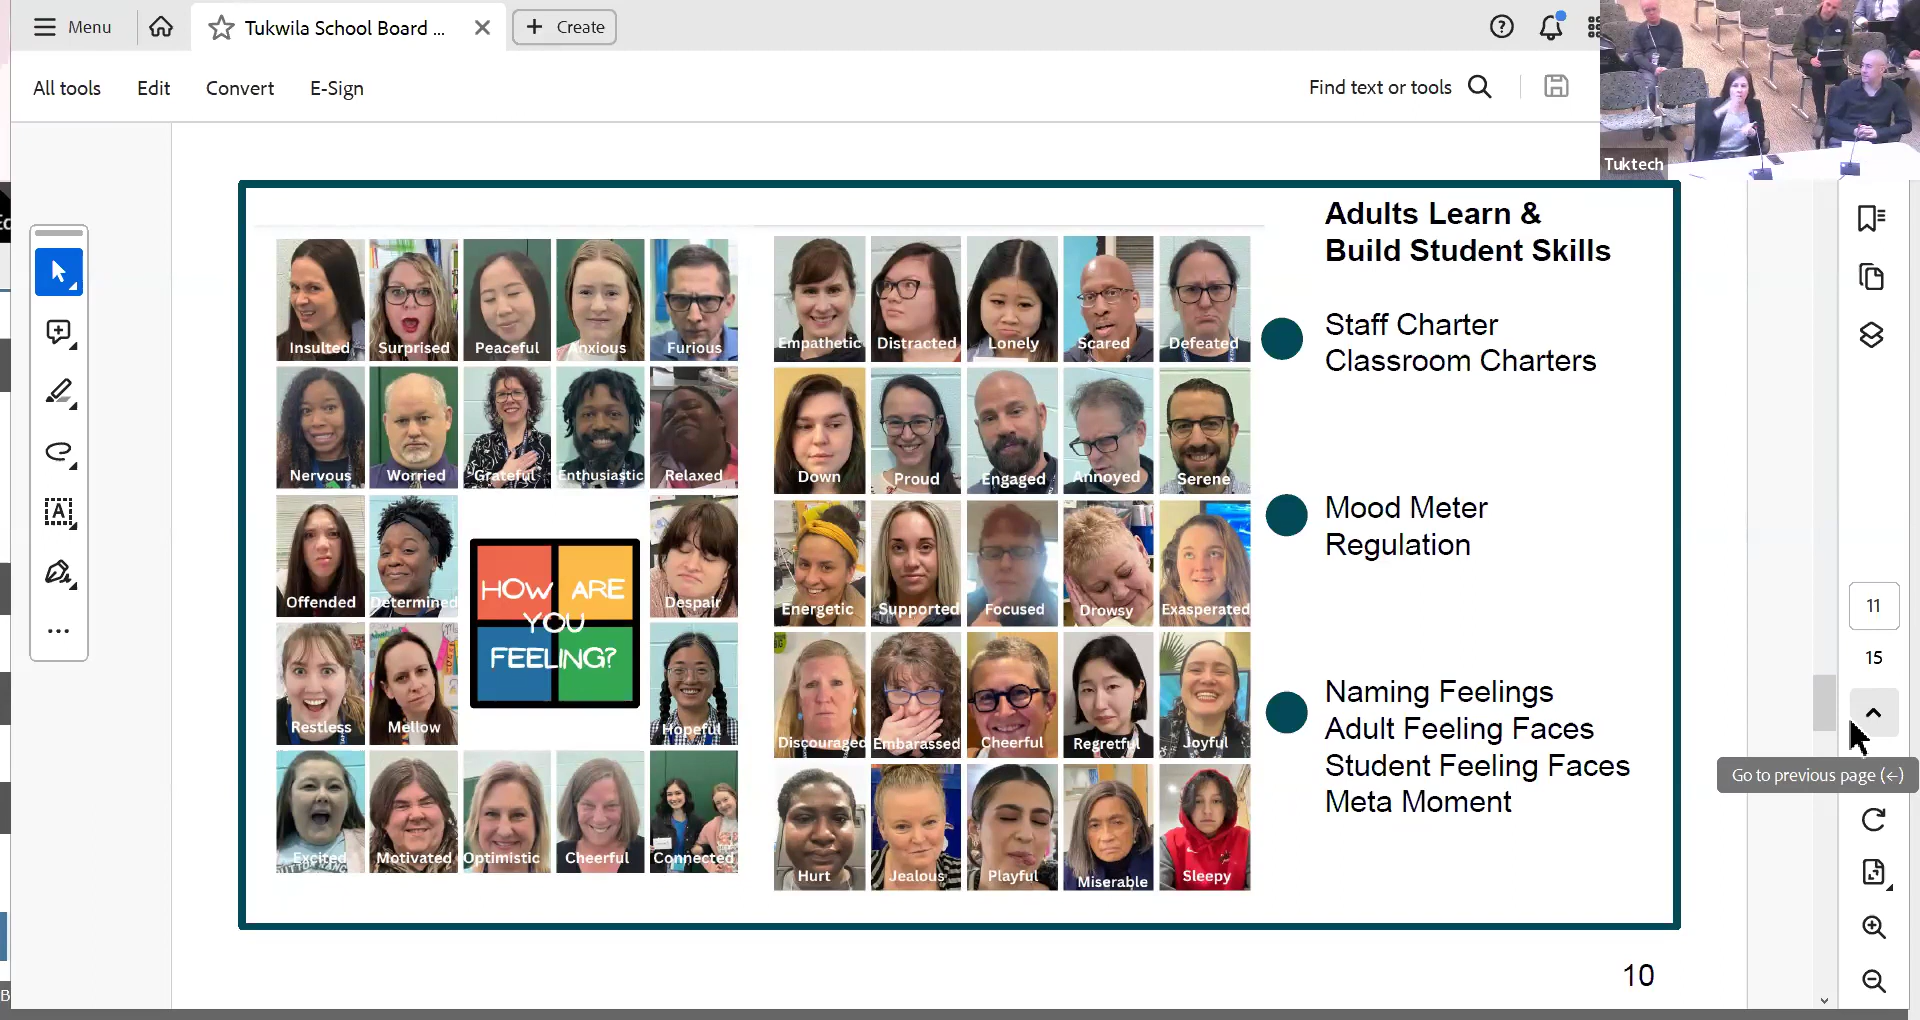 Menu
Tukwila School Board ...
Create
All tools
Edit
Convert
E-Sign
Find text or tools
Tuktech
Adults Learn &
Build Student Skills
Insulted
Surprised
Peaceful
Anxious
Furious
Empathetic
Distracted
Lonely
Scared
Defeated
Staff Charter
Classroom Charters
Nervous
Worried
Grateful
Enthusiastic
Relaxed
Down
Proud
Engaged
Annoyed
Serene
Mood Meter
Regulation
Offended
Determined
HOW ARE
YOU
FEELING?
Despair
Energetic
Supported
Focused
Drowsy
Exasperated
Restless
Mellow
Hopeful
Discouraged
Embarassed
Cheerful
Regretful
Joyful
Naming Feelings
Adult Feeling Faces
Student Feeling Faces
Meta Moment
Excited
Motivated
Optimistic
Cheerful
Connected
Hurt
Jealous
Playful
Miserable
Sleepy
11
15
Go to previous page (←)
10